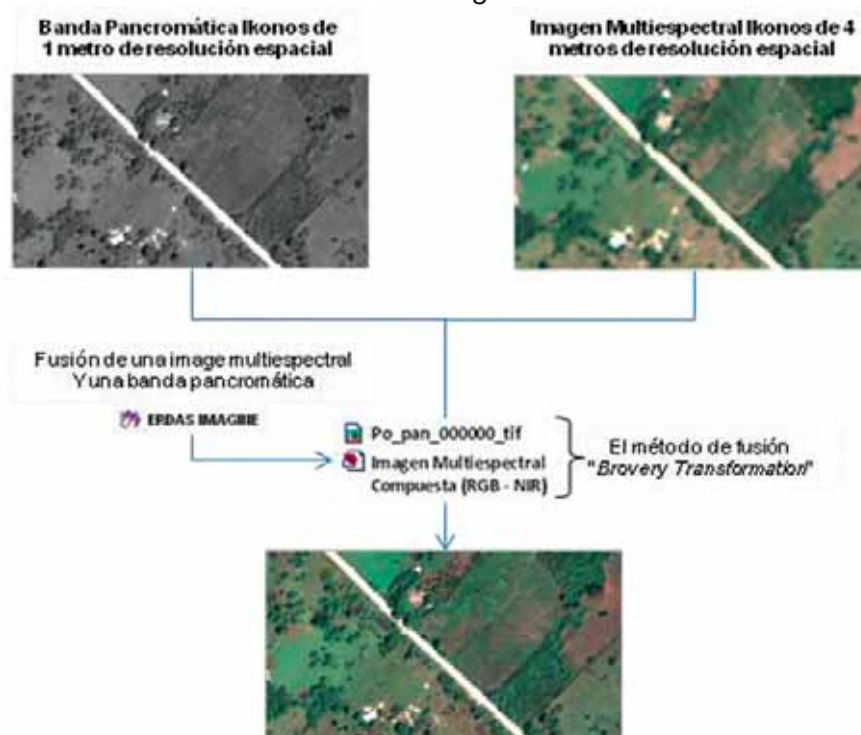 Banda Pancromática Ikonos de
1 metro de resolución espacial
Imagen Multiespectral Ikonos de 4
metros de resolución espacial
Fusión de una image multiespectral
Y una banda pancromática
ERDAS IMAGINE
Po_pan_000000_tif
Imagen Multiespectral
Compuesta (RGB - NIR)
El método de fusión
"Brovery Transformation"